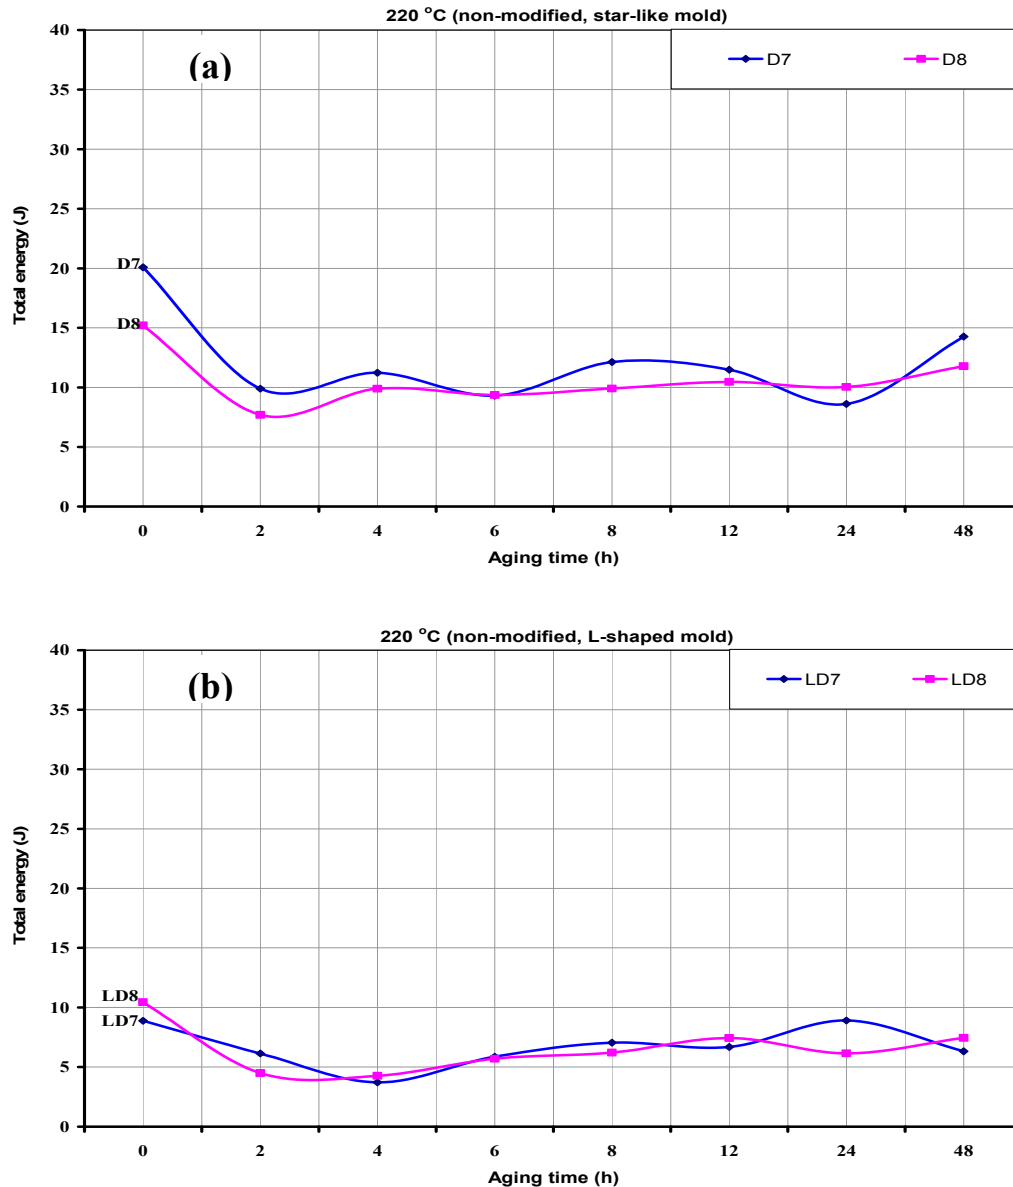 220 °C (non-modified, star-like mold)
40
(a)
D7 D8
35
30
25
Total energy (J)
20
D7
15
D8
10
5
0
0 2 4 6 8 12 24 48
Aging time (h)
220 °C (non-modified, L-shaped mold)
40
(b)
LD7 LD8
35
30
25
Total energy (J)
20
15
10
LD8
LD7
5
0
0 2 4 6 8 12 24 48
Aging time (h)